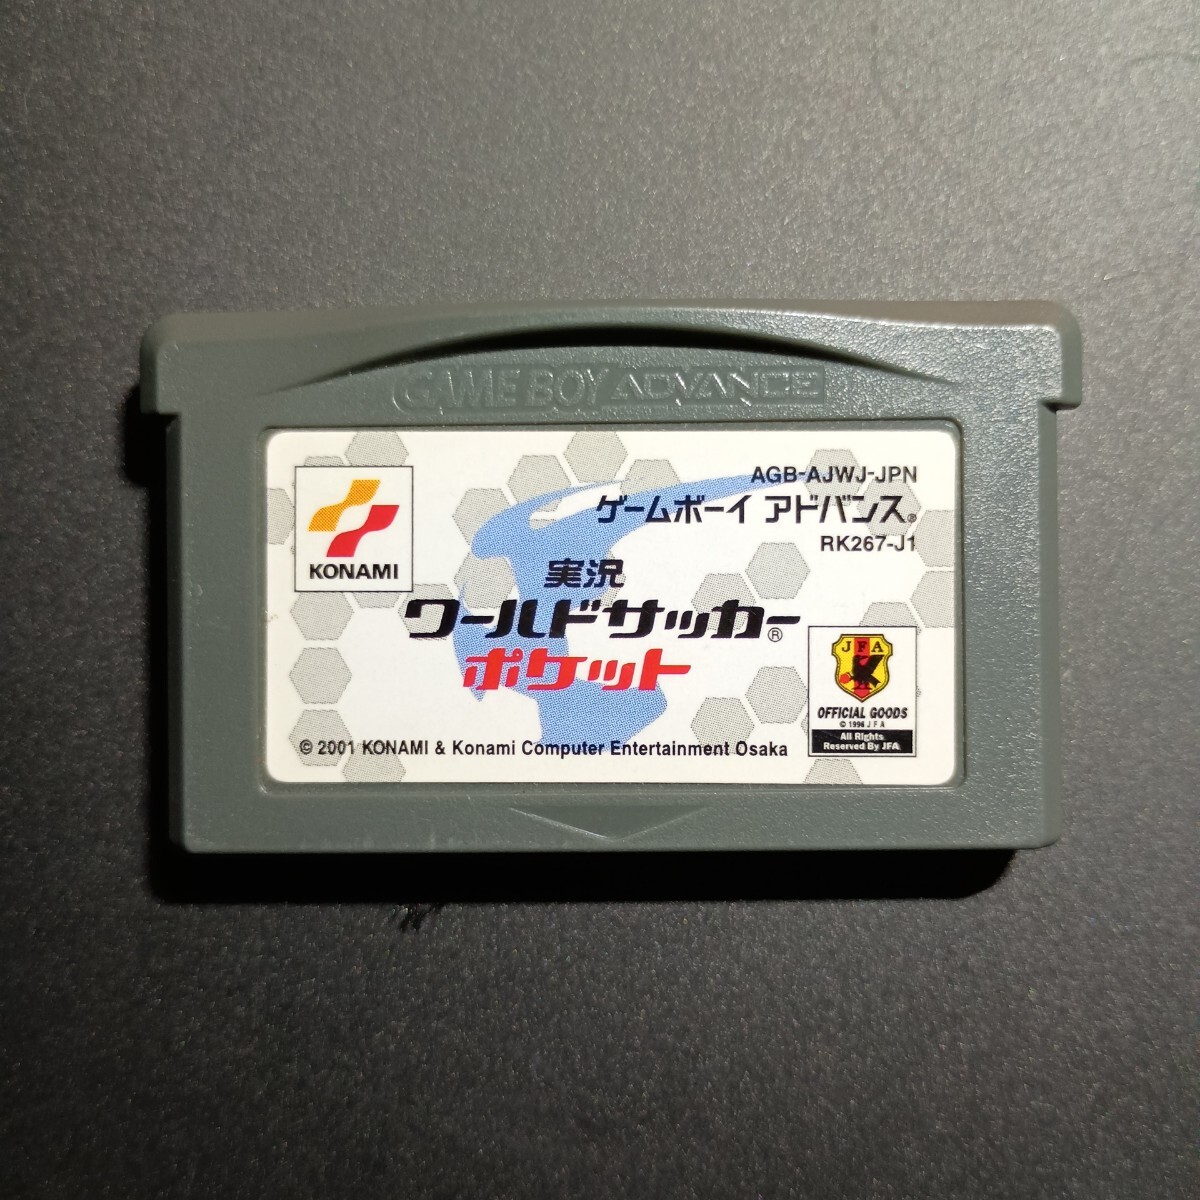 GAME BOY ADVANCE
KONAMI
AGB-AJWJ-JPN
ゲームボーイ アドバンス®
RK267-J1
実況
ワールドサッカー®
ポケット
JFA
OFFICIAL GOODS
© 1996 J F A
All Rights
Reserved By JFA
© 2001 KONAMI & Konami Computer Entertainment Osaka